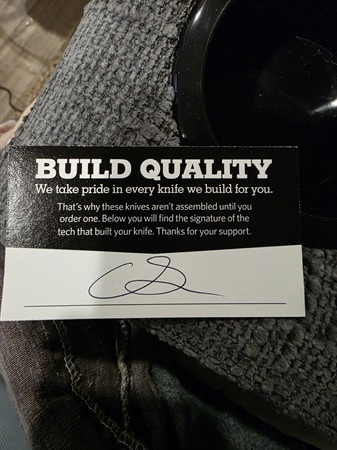 BUILD QUALITY
We take pride in every knife we build for you.
That's why these knives aren't assembled until you
order one. Below you will find the signature of the
tech that built your knife. Thanks for your support.